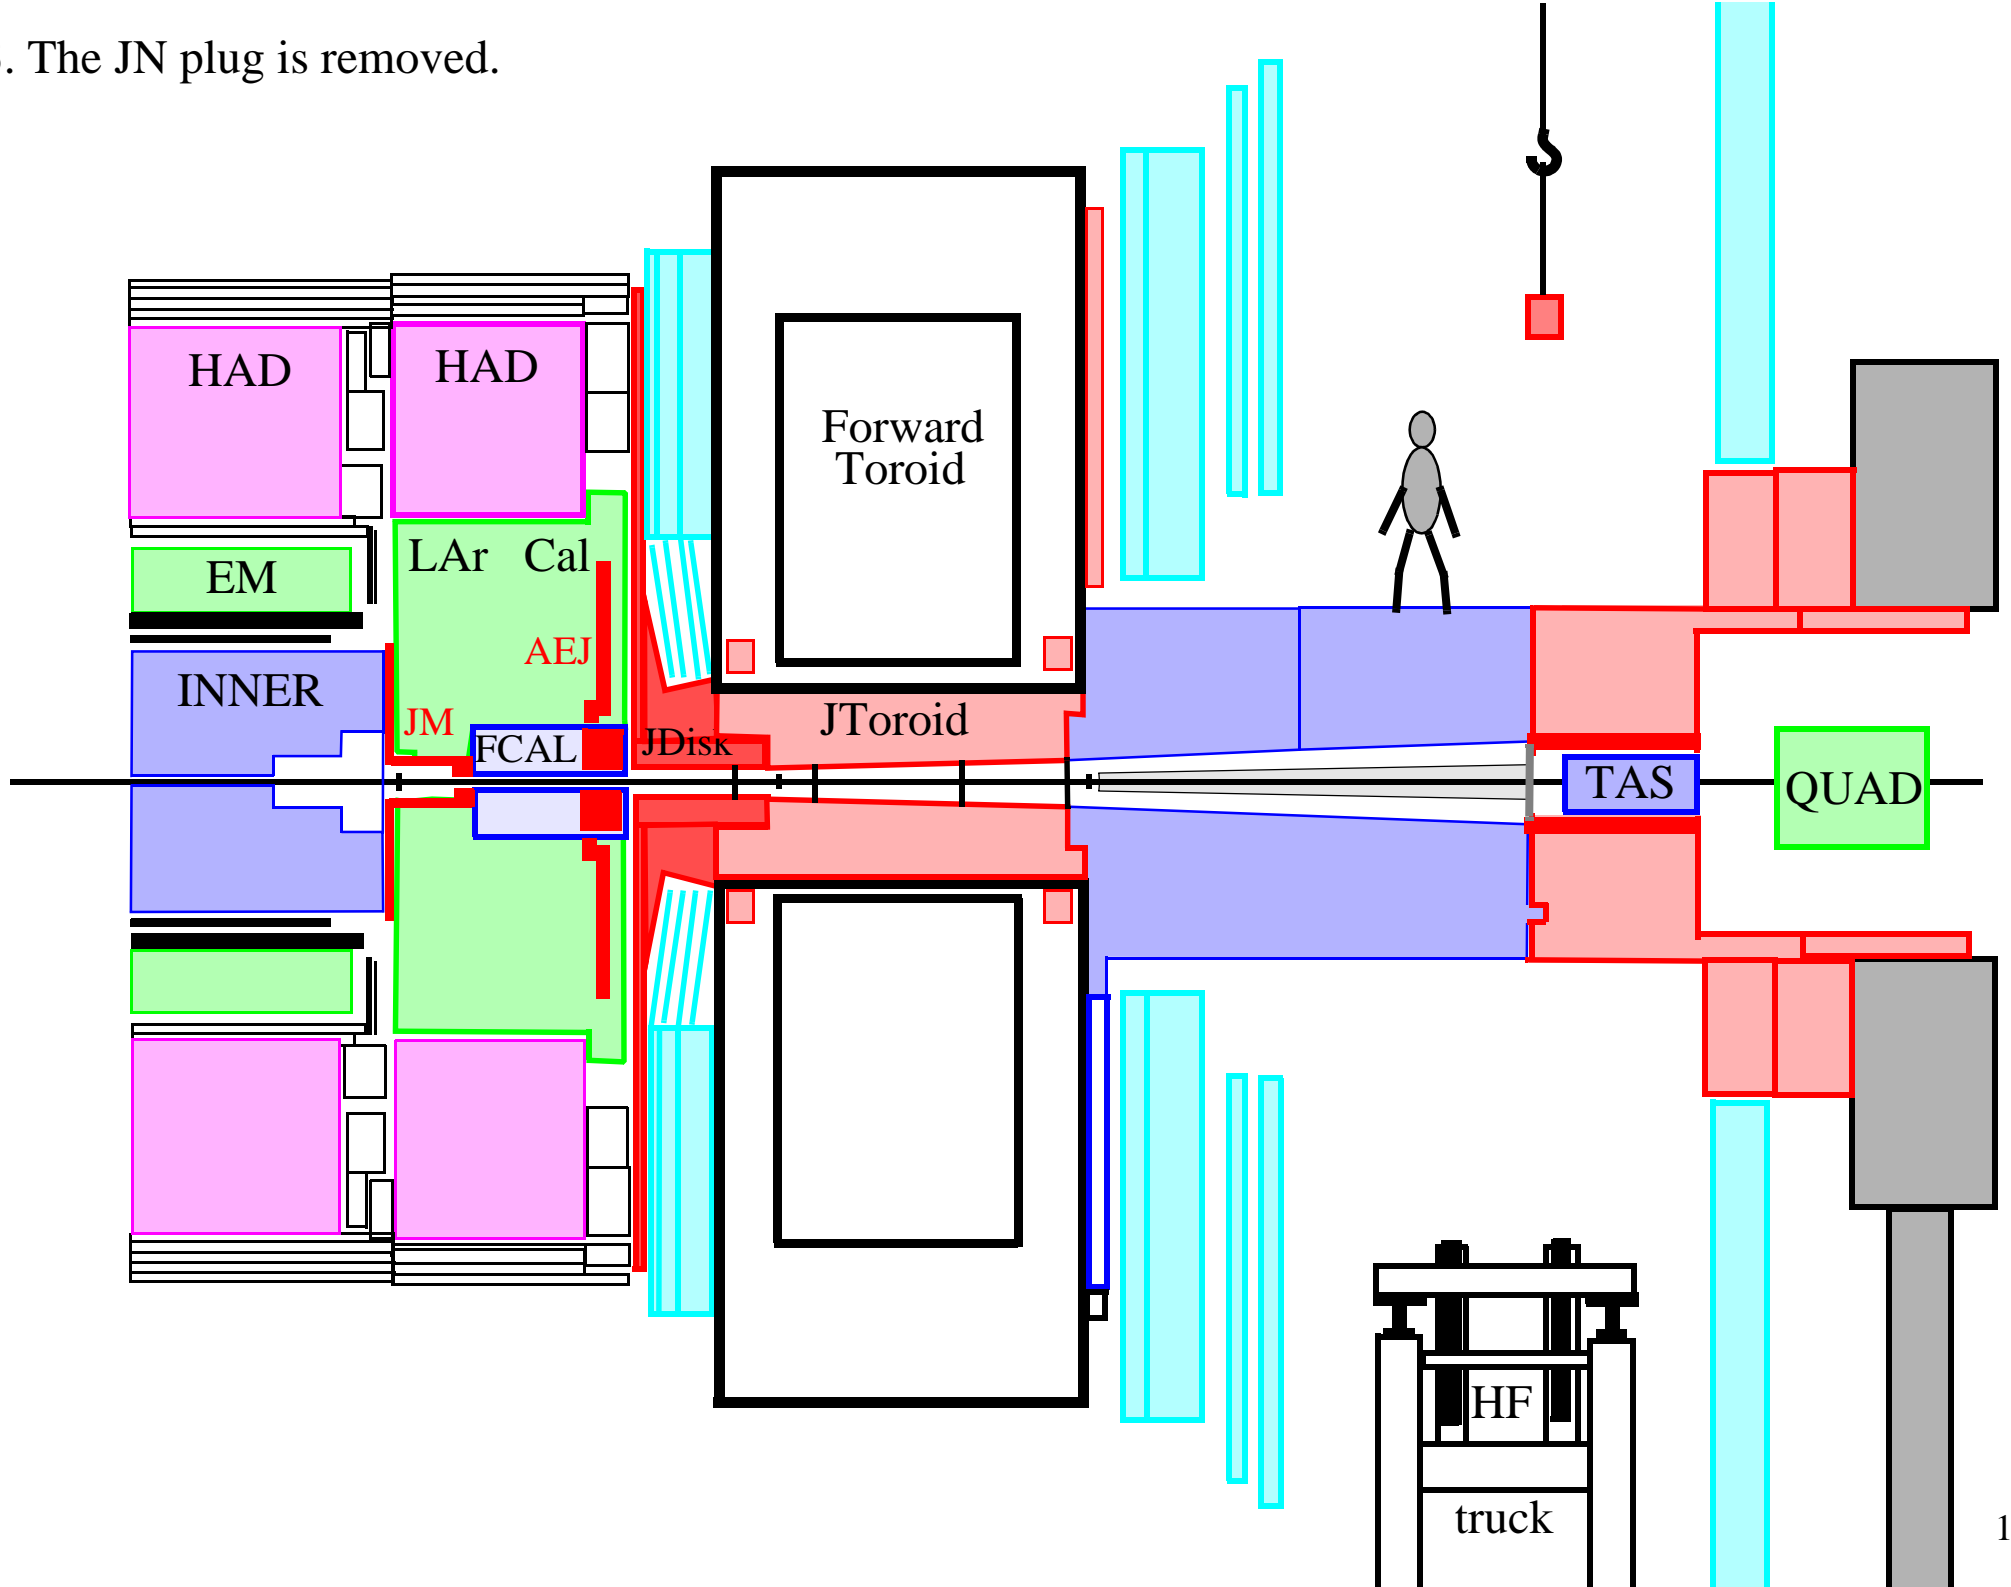 . The JN plug is removed.
HAD
HAD
Forward
Toroid
LAr Cal
EM
AEJ
INNER
JM
FCAL
JDisk
JToroid
TAS
QUAD
HF
truck
1